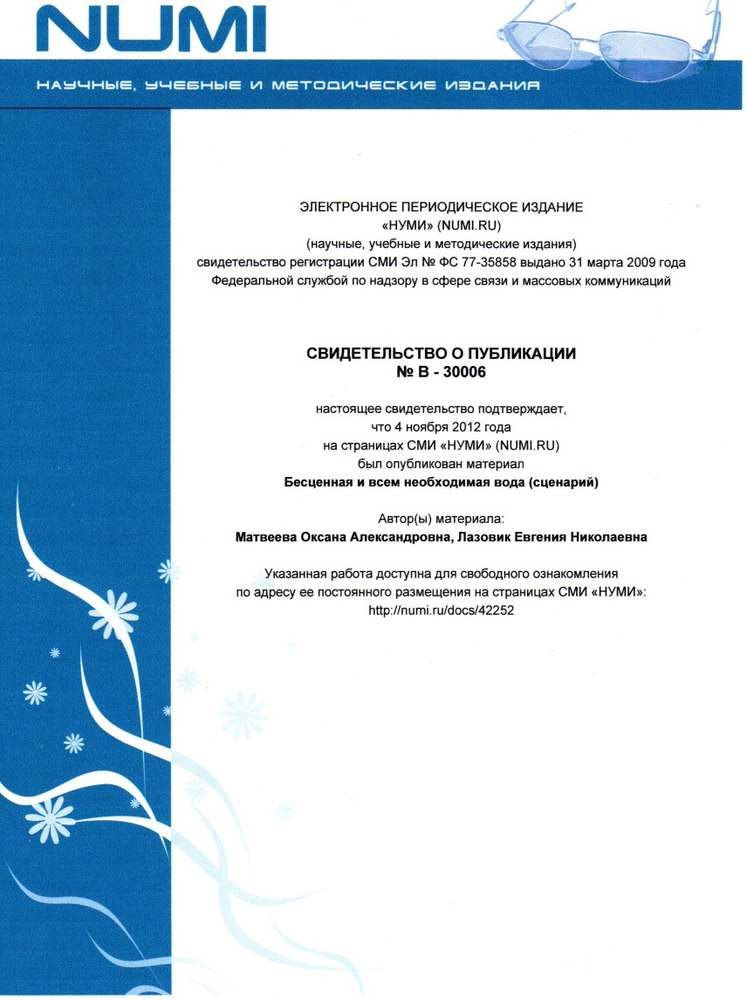 NUMI
НАУЧНЫЕ, УЧЕБНЫЕ И МЕТОДИЧЕСКИЕ ИЗДАНИЯ
ЭЛЕКТРОННОЕ ПЕРИОДИЧЕСКОЕ ИЗДАНИЕ
«НУМИ» (NUMI.RU)
(научные, учебные и методические издания)
свидетельство регистрации СМИ Эл № ФС 77-35858 выдано 31 марта 2009 года
Федеральной службой по надзору в сфере связи и массовых коммуникаций
СВИДЕТЕЛЬСТВО О ПУБЛИКАЦИИ
№ В - 30006
настоящее свидетельство подтверждает,
что 4 ноября 2012 года
на страницах СМИ «НУМИ» (NUMI.RU)
был опубликован материал
Бесценная и всем необходимая вода (сценарий)
Автор(ы) материала:
Матвеева Оксана Александровна, Лазовик Евгения Николаевна
Указанная работа доступна для свободного ознакомления
по адресу ее постоянного размещения на страницах СМИ «НУМИ»:
http://numi.ru/docs/42252